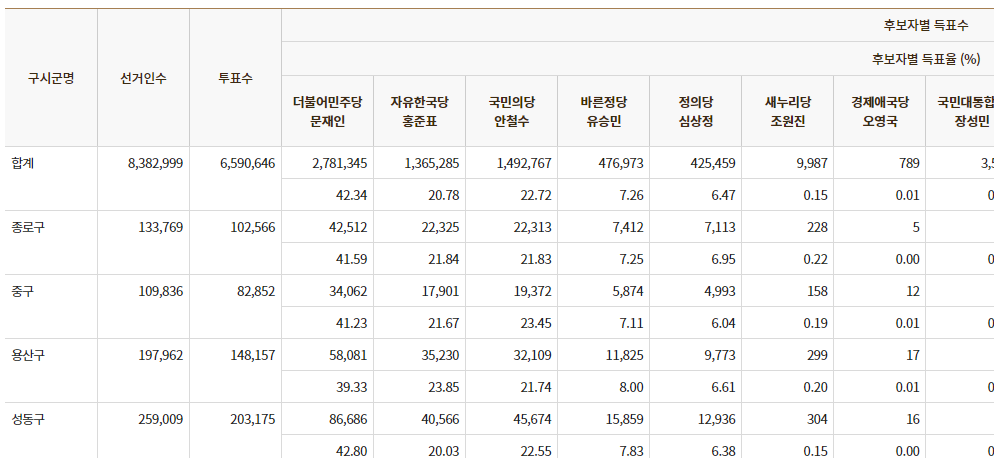 후보자별 득표수
후보자별 득표율 (%)
구시군명 선거인수 투표수
더불어민주당 자유한국당 국민의당 바른정당 정의당 새누리당 경제애국당 국민대통합
문재인 홍준표 안철수 유승민 심상정 조원진 오영국 장성민
합계 8,382,999 6,590,646 2,781,345 1,365,285 1,492,767 476,973 425,459 9,987 789 3,5
42.34 20.78 22.72 7.26 6.47 0.15 0.01 0
종로구 133,769 102,566 42,512 22,325 22,313 7,412 7,113 228 5
41.59 21.84 21.83 7.25 6.95 0.22 0.00 0
중구 109,836 82,852 34,062 17,901 19,372 5,874 4,993 158 12
41.23 21.67 23.45 7.11 6.04 0.19 0.01 0
용산구 197,962 148,157 58,081 35,230 32,109 11,825 9,773 299 17
39.33 23.85 21.74 8.00 6.61 0.20 0.01 0
성동구 259,009 203,175 86,686 40,566 45,674 15,859 12,936 304 16
42.80 20.03 22.55 7.83 6.38 0.15 0.00 0